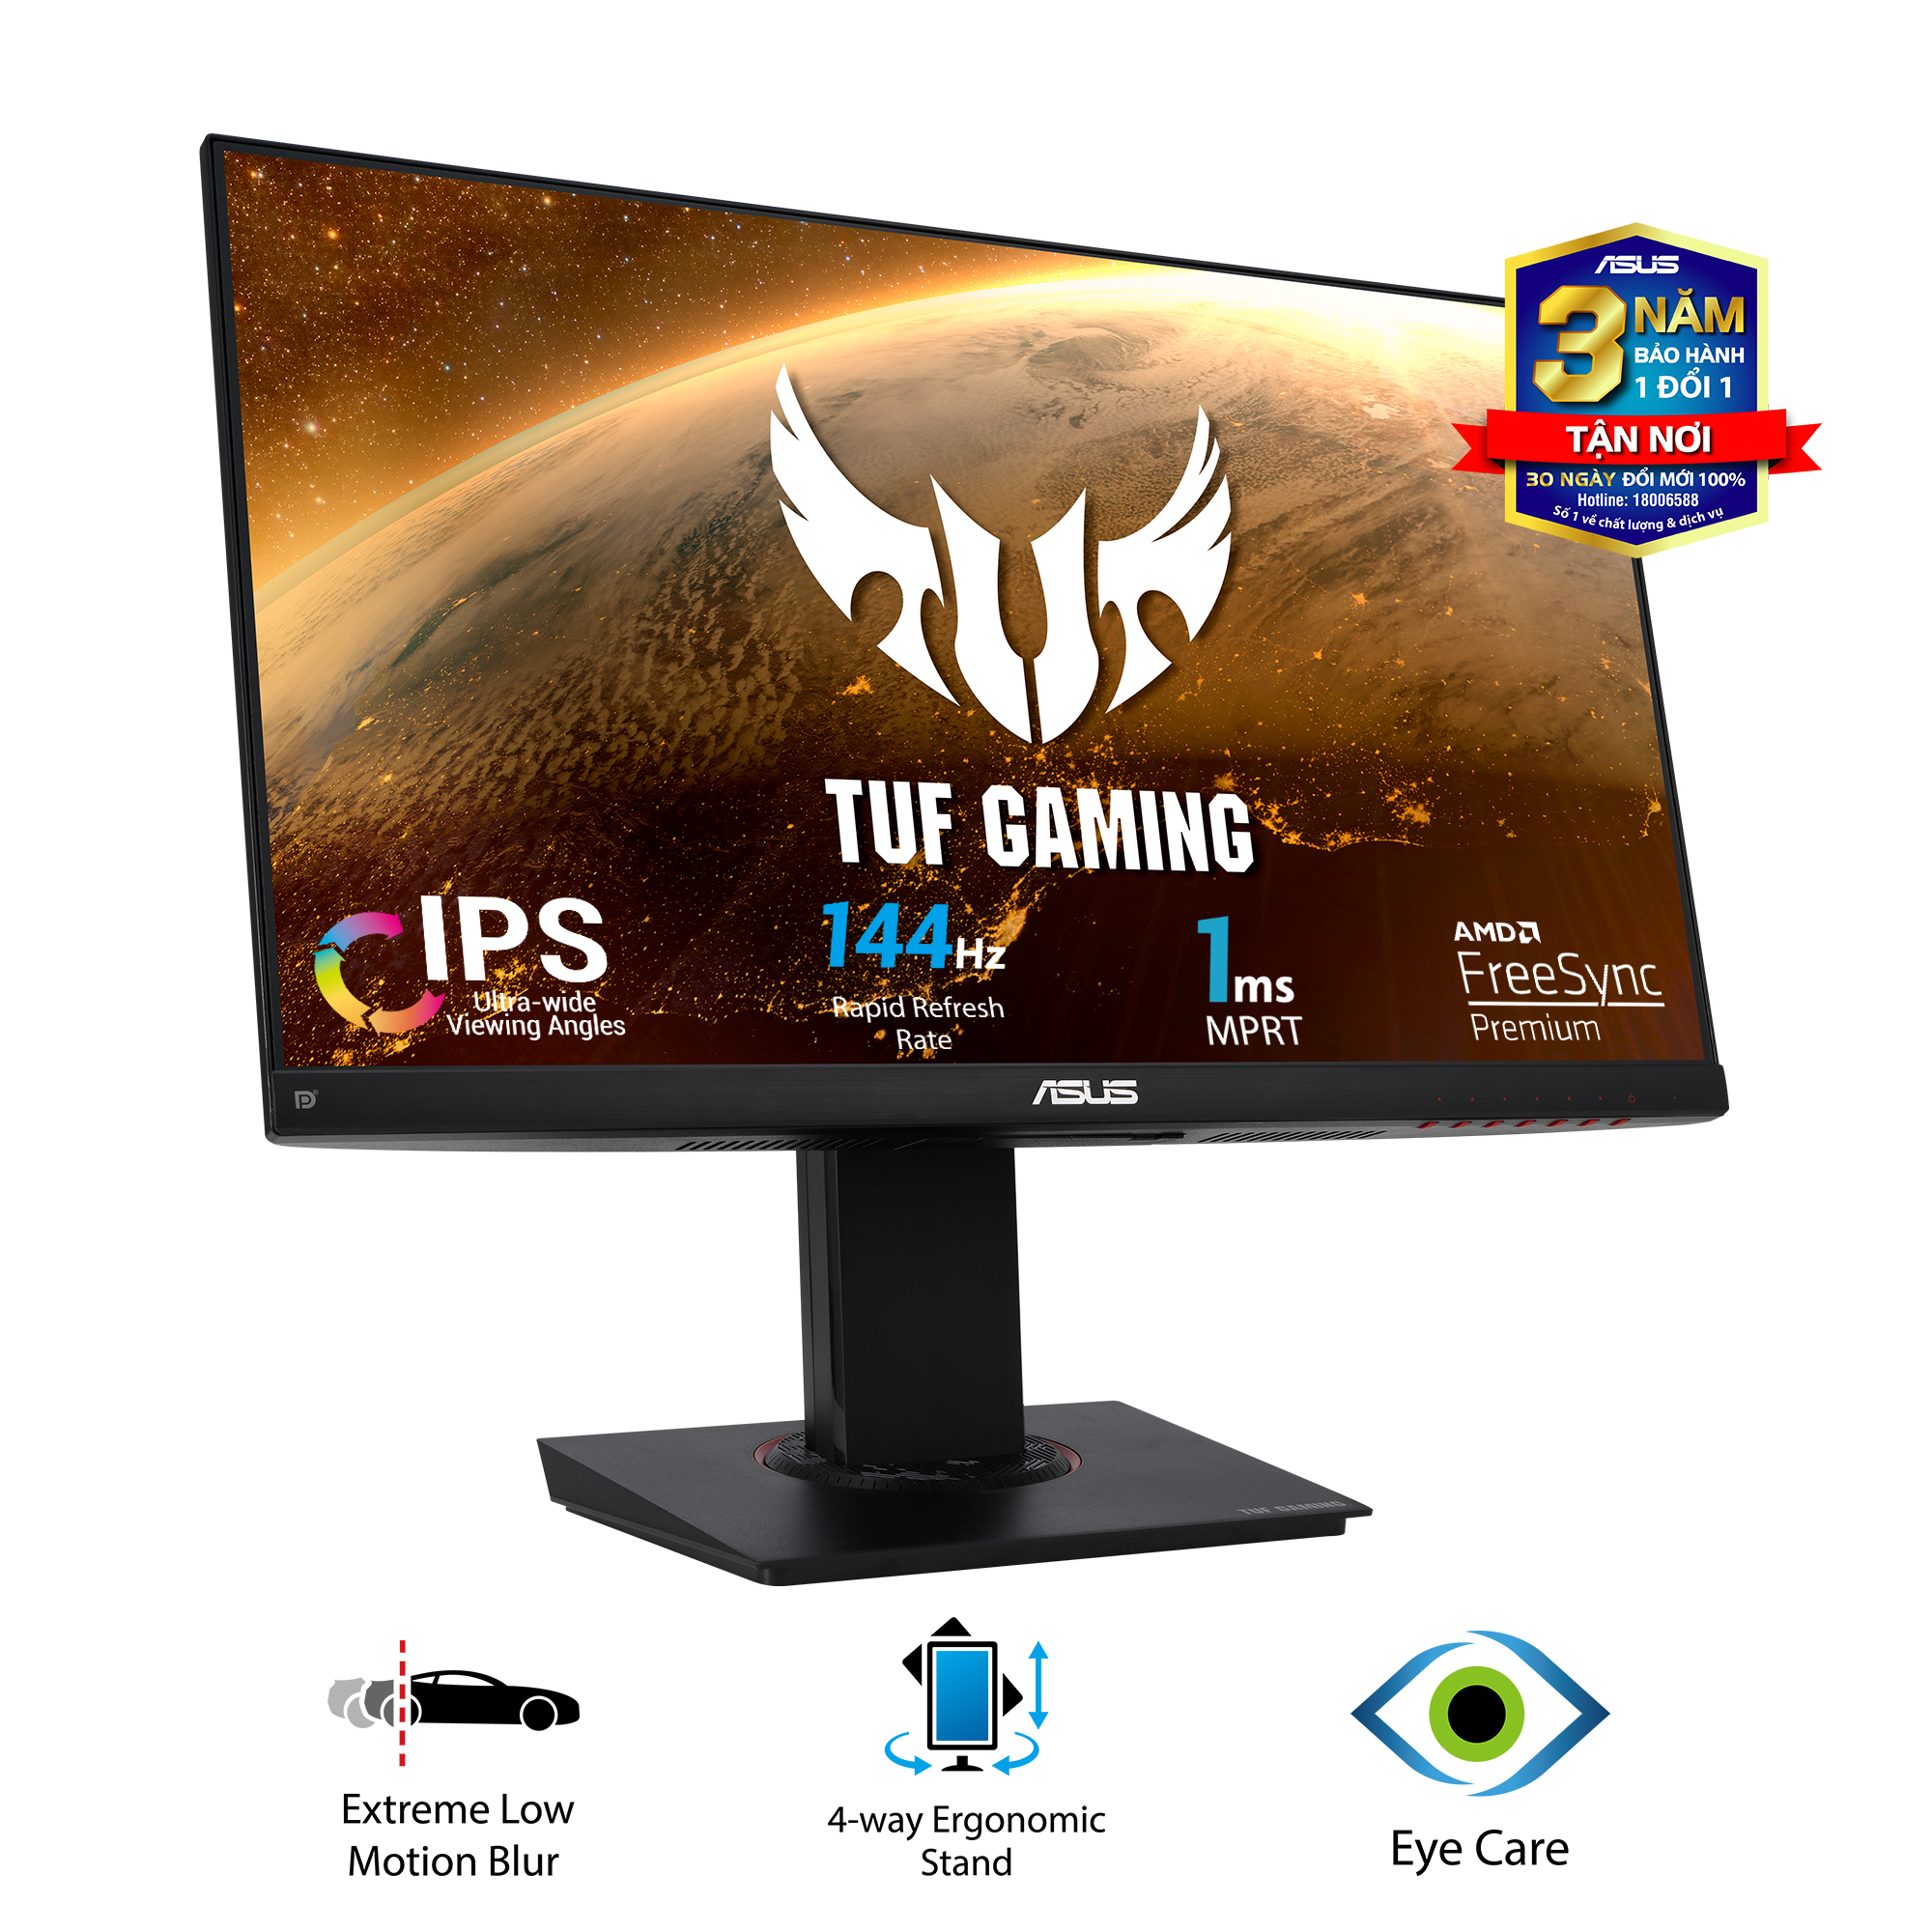 ASUS
3 NĂM
BẢO HÀNH
1 ĐỔI 1
TẬN NƠI
30 NGÀY ĐỔI MỚI 100%
Hotline: 18006588
Số 1 về chất lượng & dịch vụ
TUF GAMING
IPS
Ultra-wide
Viewing Angles
144Hz
Rapid Refresh
Rate
1ms
MPRT
AMD
FreeSync
Premium
ASUS
TUF GAMING
Extreme Low
Motion Blur
4-way Ergonomic
Stand
Eye Care